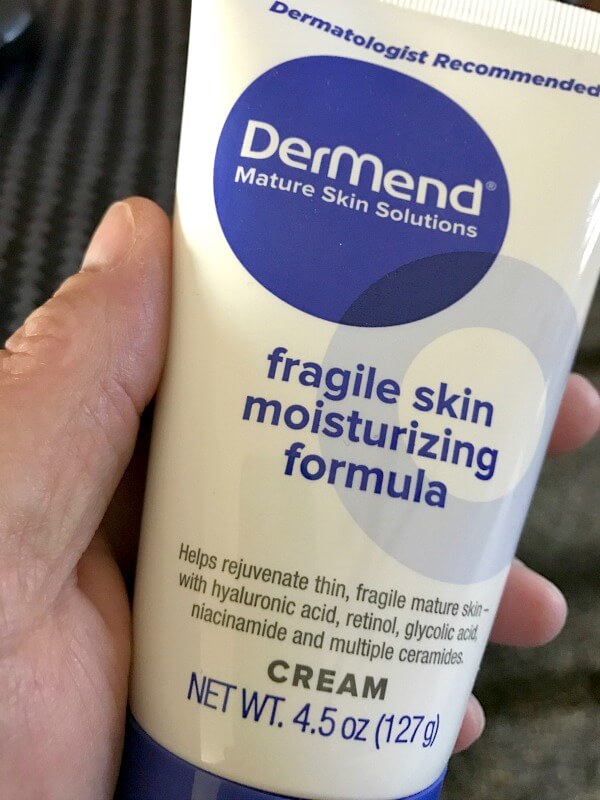 Dermatologist Recommended
DerMend®
Mature Skin Solutions
fragile skin
moisturizing
formula
Helps rejuvenate thin, fragile mature skin –
with hyaluronic acid, retinol, glycolic acid,
niacinamide and multiple ceramides.
CREAM
NET WT. 4.5 oz (127 g)